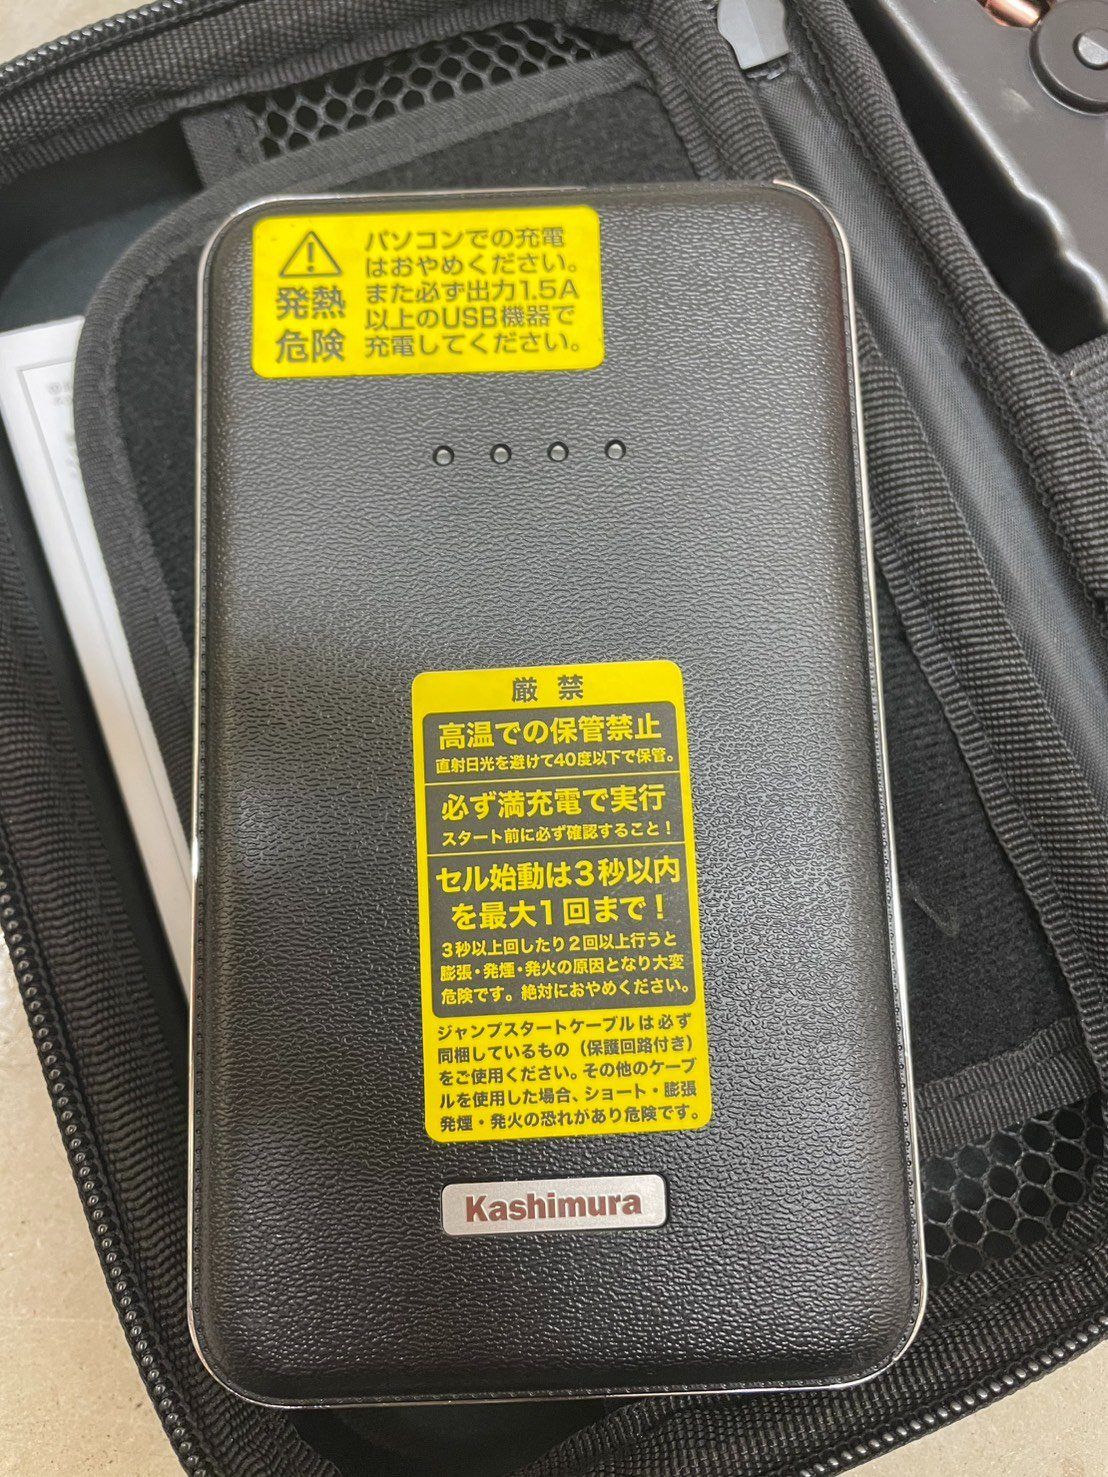 発熱
危険
パソコンでの充電
はおやめください。
また必ず出力1.5A
以上のUSB機器で
充電してください。
厳禁
高温での保管禁止
直射日光を避けて40度以下で保管。
必ず満充電で実行
スタート前に必ず確認すること！
セル始動は3秒以内
を最大1回まで！
3秒以上回したり2回以上行うと
膨張・発煙・発火の原因となり大変
危険です。絶対におやめください。
ジャンプスタートケーブルは必ず
同梱しているもの（保護回路付き）
をご使用ください。その他のケーブ
ルを使用した場合、ショート・膨張
発煙・発火の恐れがあり危険です。
Kashimura